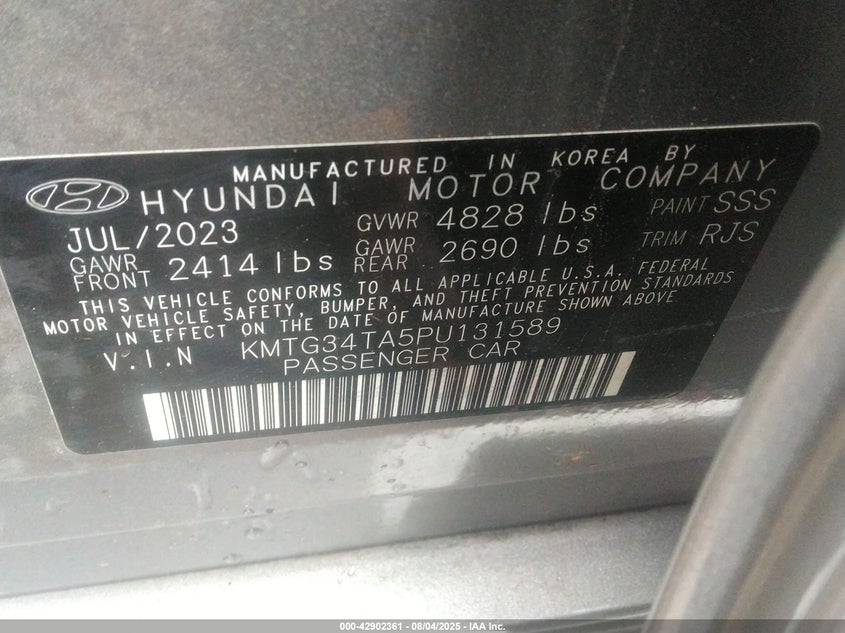 MANUFACTURED IN KOREA BY
HYUNDAI MOTOR COMPANY
JUL/2023 GVWR 4828 lbs PAINT SSS
GAWR FRONT 2414 lbs GAWR REAR 2690 lbs TRIM RJS
THIS VEHICLE CONFORMS TO ALL APPLICABLE U.S.A. FEDERAL
MOTOR VEHICLE SAFETY, BUMPER, AND THEFT PREVENTION STANDARDS
IN EFFECT ON THE DATE OF MANUFACTURE SHOWN ABOVE
V.I.N KMTG34TA5PU131589
PASSENGER CAR
000-42902361 - 08/04/2025 - IAA Inc.